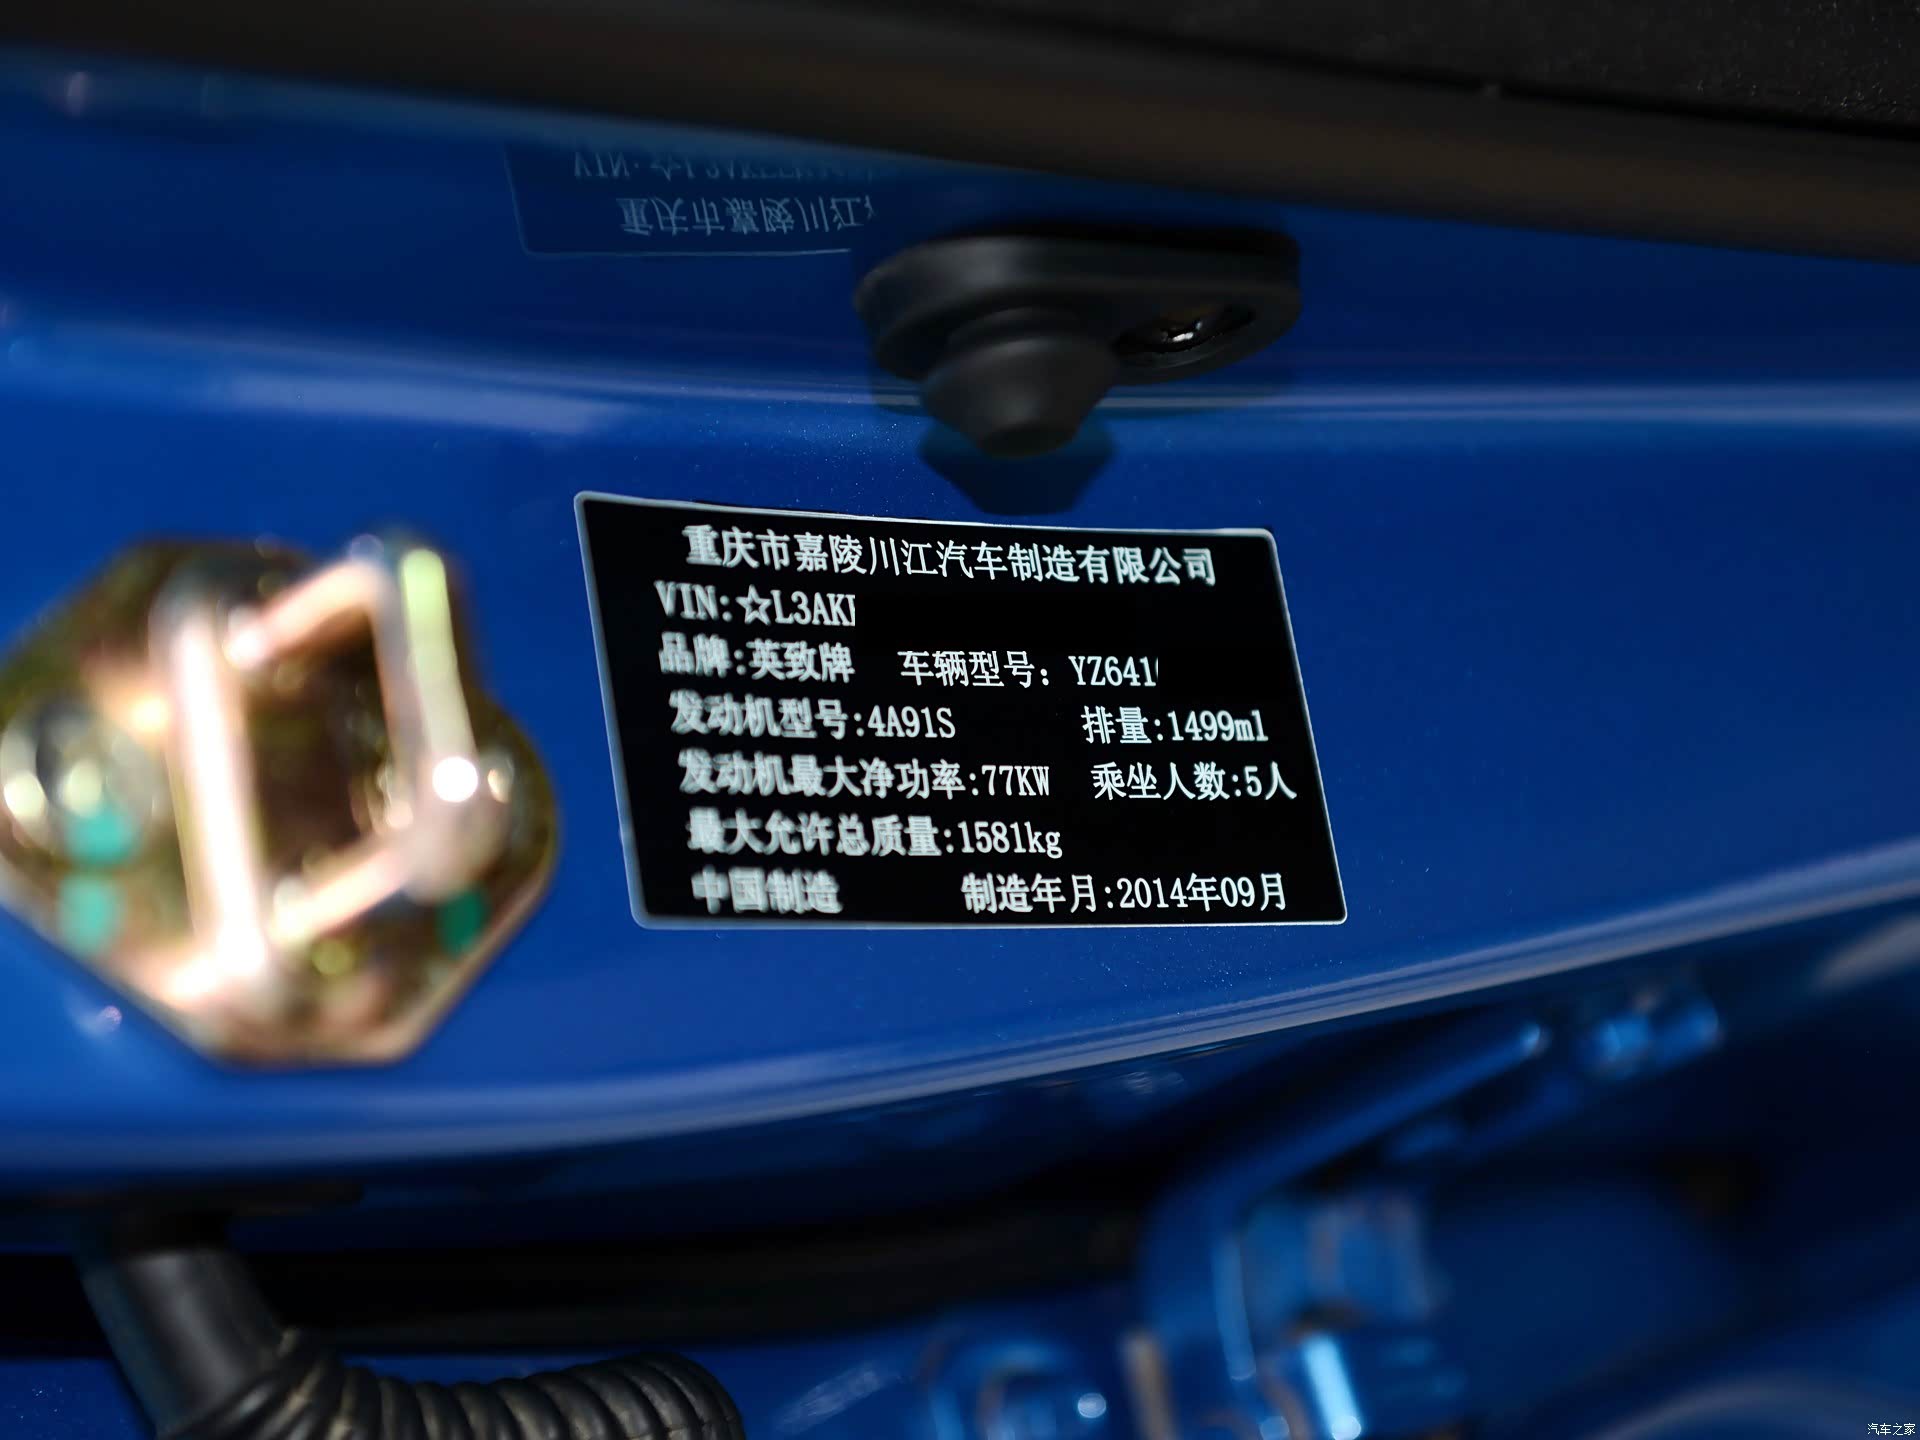 重庆市嘉陵川江汽车制造有限公司
VIN:☆L3AK
品牌:英致牌 车辆型号：YZ641
发动机型号:4A91S 排量:1499ml
发动机最大净功率:77KW 乘坐人数:5人
最大允许总质量:1581kg
中国制造 制造年月:2014年09月
汽车之家